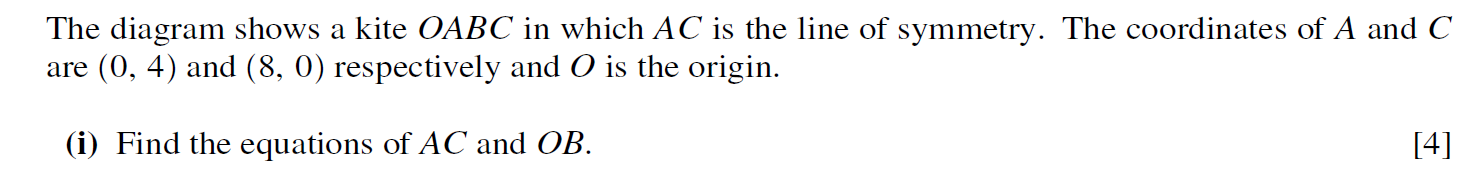 The diagram shows a kite OABC in which AC is the line of symmetry. The coordinates of A and C
are (0, 4) and (8, 0) respectively and O is the origin.
(i) Find the equations of AC and OB. [4]